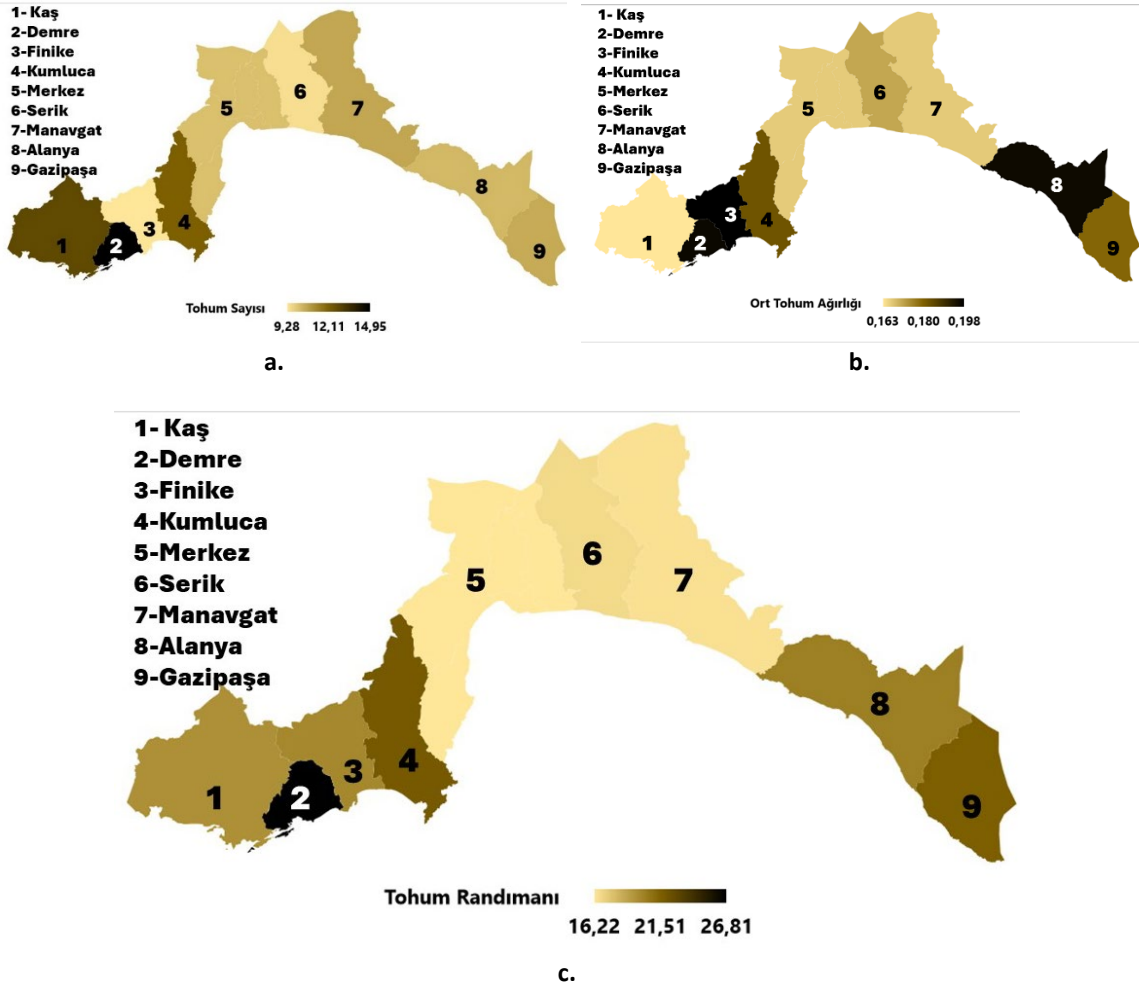 1- Kaş
2-Demre
3-Finike
4-Kumluca
5-Merkez
6-Serik
7-Manavgat
8-Alanya
9-Gazipaşa
1
2
3
4
5
6
7
8
9
Tohum Sayısı
9,28 12,11 14,95
a.
1- Kaş
2-Demre
3-Finike
4-Kumluca
5-Merkez
6-Serik
7-Manavgat
8-Alanya
9-Gazipaşa
1
2
3
4
5
6
7
8
9
Ort Tohum Ağırlığı
0,163 0,180 0,198
b.
1- Kaş
2-Demre
3-Finike
4-Kumluca
5-Merkez
6-Serik
7-Manavgat
8-Alanya
9-Gazipaşa
1
2
3
4
5
6
7
8
9
Tohum Randımanı
16,22 21,51 26,81
c.